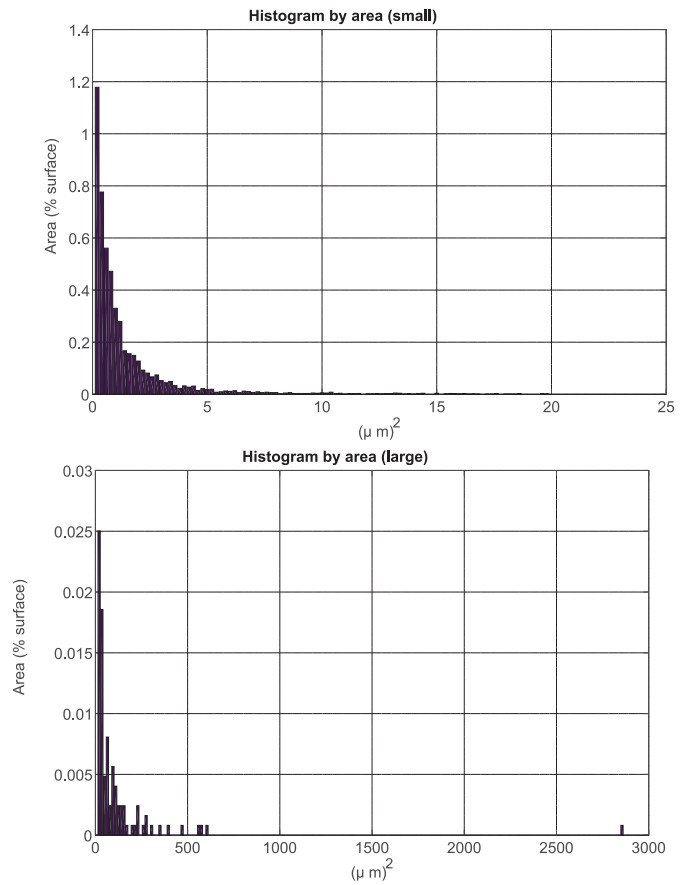 Histogram by area (small)
1.4
1.2
1
0.8
0.6
0.4
0.2
0
Area (% surface)
0 5 10 15 20 25
(μ m)2
Histogram by area (large)
0.03
0.025
0.02
0.015
0.01
0.005
0
Area (% surface)
0 500 1000 1500 2000 2500 3000
(μ m)2